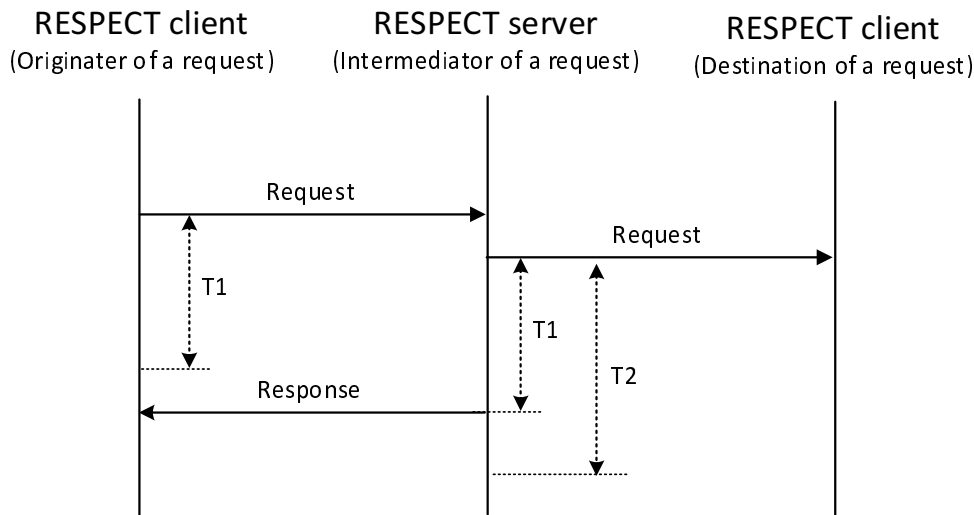 RESPECT client
(Originater of a request)
RESPECT server
(Intermediator of a request)
RESPECT client
(Destination of a request)
Request
Request
T1
T1
T2
Response